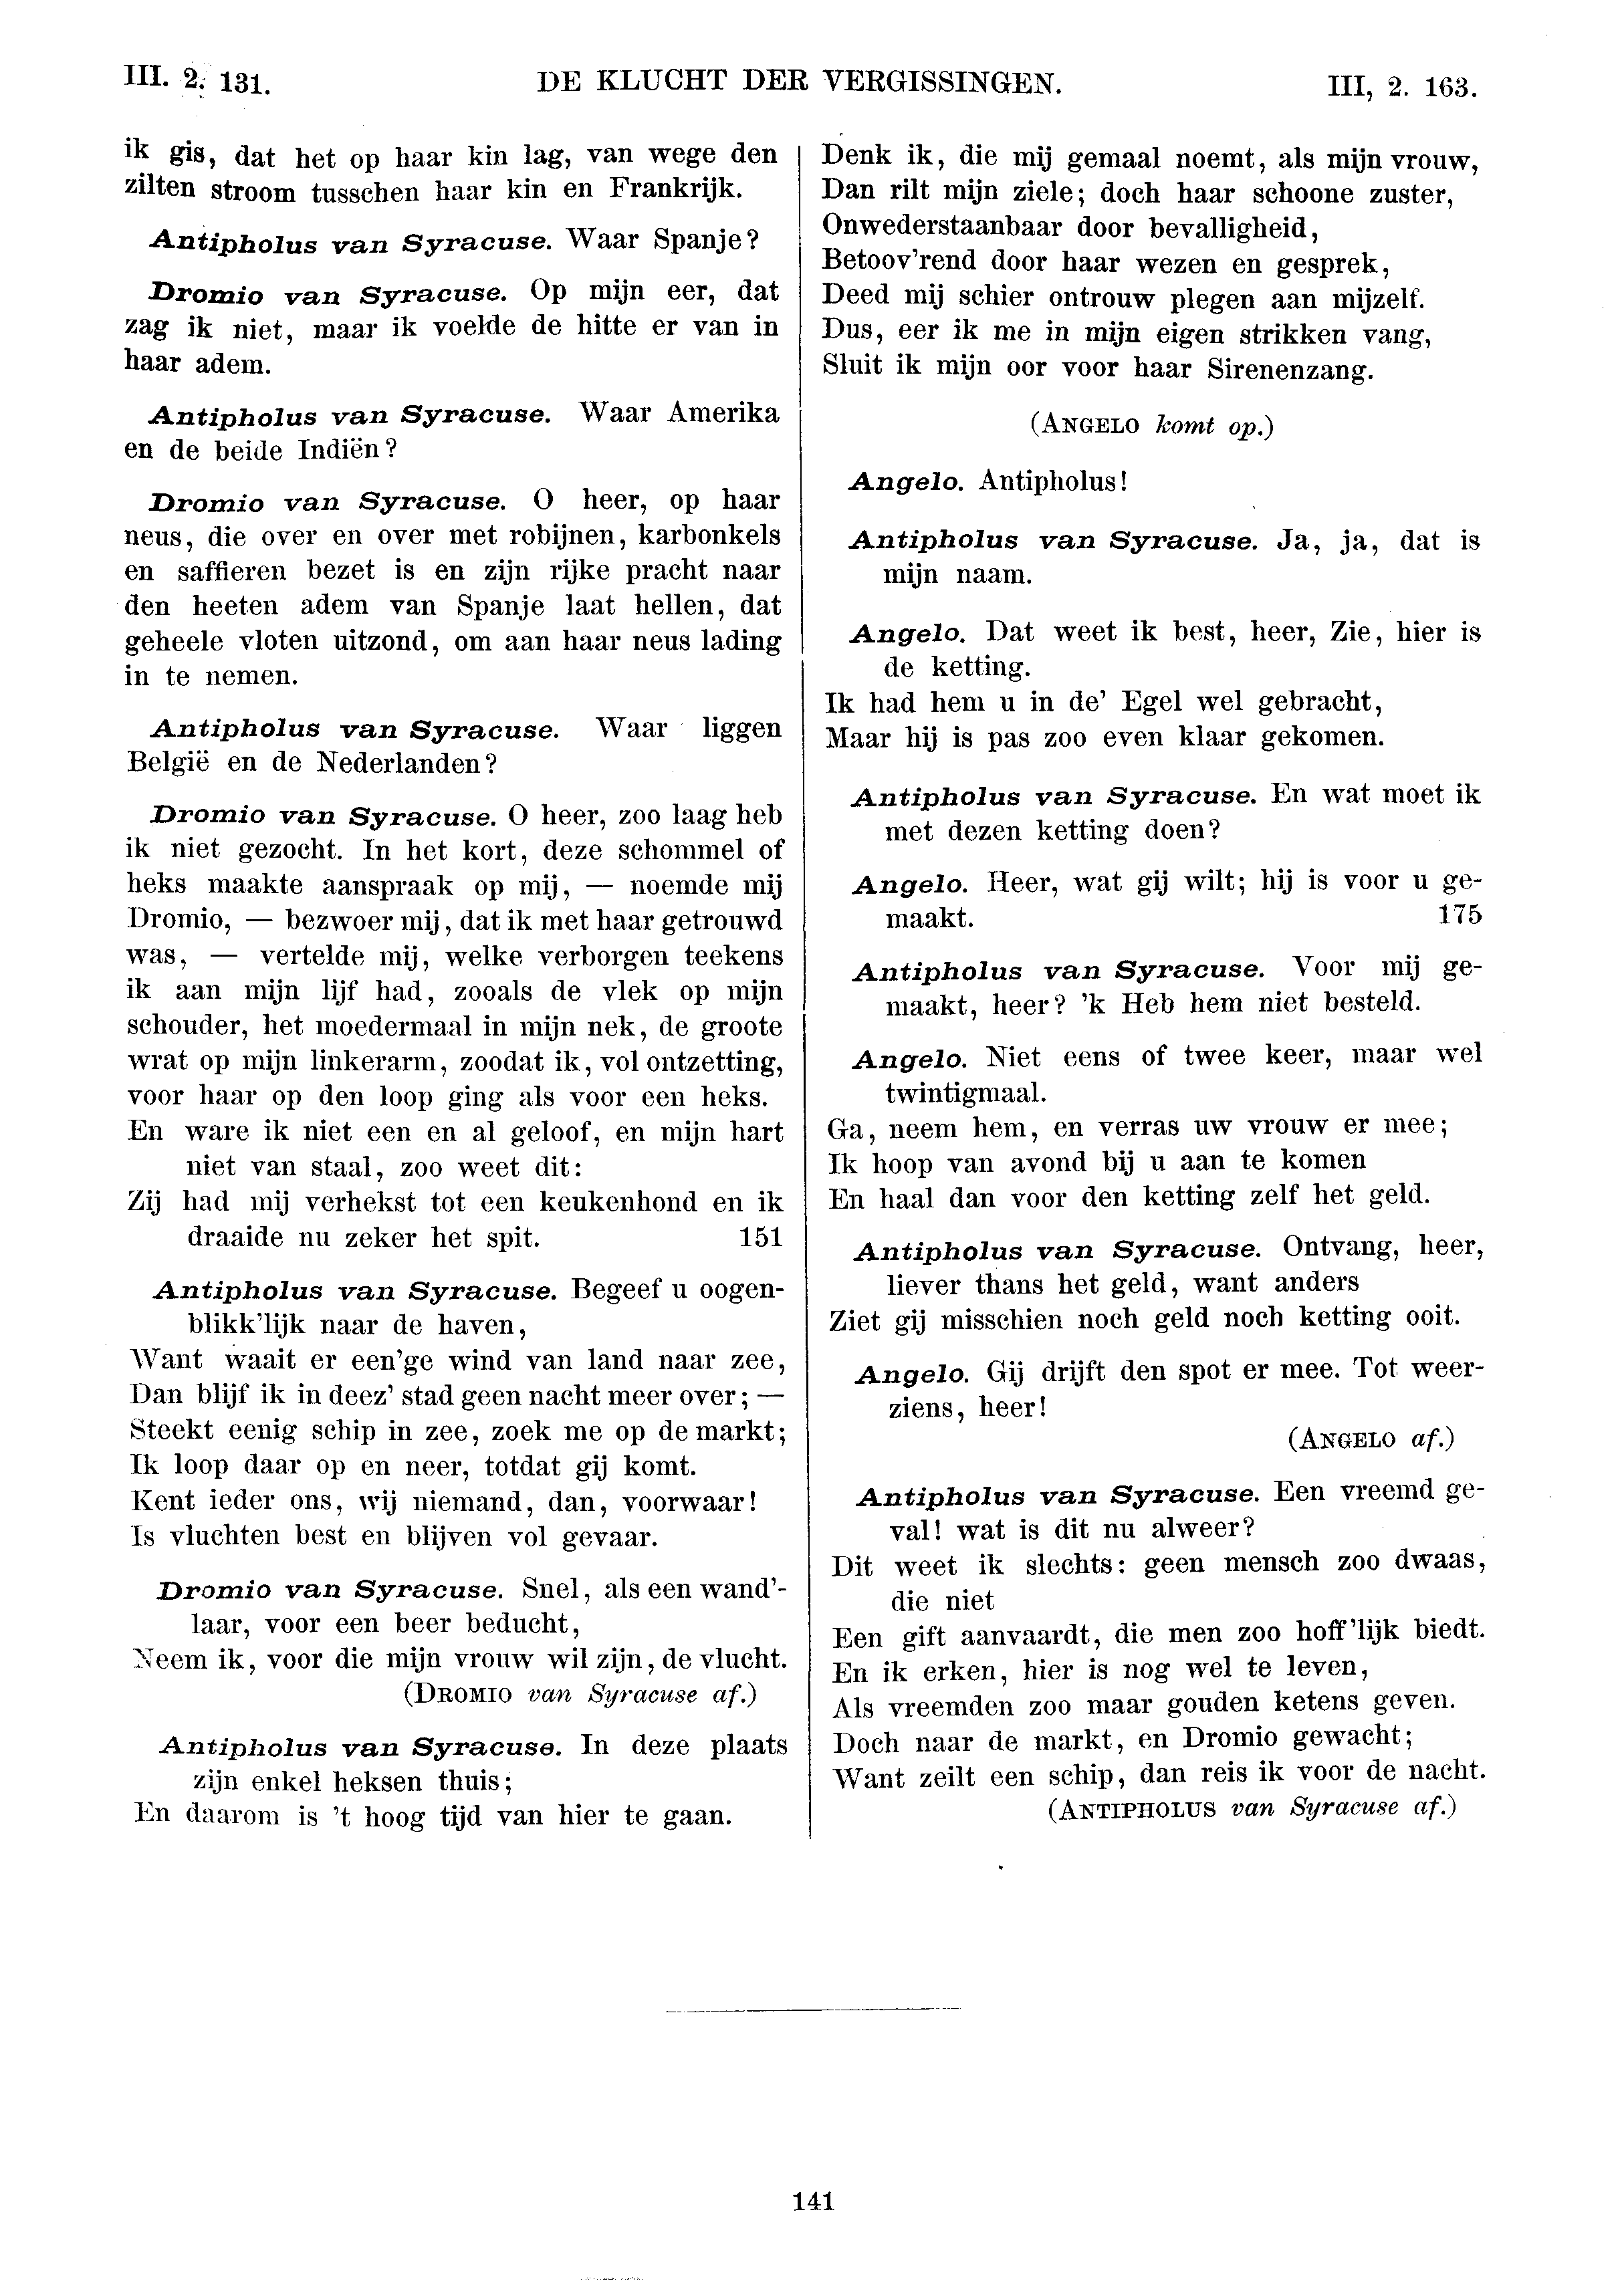 III. 2. 131.
DE KLUCHT DER VERGISSINGEN.
III, 2. 163.
ik gis, dat het op haar kin lag, van wege den
zilten stroom tusschen haar kin en Frankrijk.
Antipholus van Syracuse. Waar Spanje?
Dromio van Syracuse. Op mijn eer, dat
zag ik niet, maar ik voelde de hitte er van in
haar adem.
Antipholus van Syracuse. Waar Amerika
en de beide Indiën?
Dromio van Syracuse. O heer, op haar
neus, die over en over met robijnen, karbonkels
en saffieren bezet is en zijn rijke pracht naar
den heeten adem van Spanje laat hellen, dat
geheele vloten uitzond, om aan haar neus lading
in te nemen.
Antipholus van Syracuse. Waar liggen
België en de Nederlanden?
Dromio van Syracuse. O heer, zoo laag heb
ik niet gezocht. In het kort, deze schommel of
heks maakte aanspraak op mij, — noemde mij
Dromio, — bezwoer mij, dat ik met haar getrouwd
was, — vertelde mij, welke verborgen teekens
ik aan mijn lijf had, zooals de vlek op mijn
schouder, het moedermaal in mijn nek, de groote
wrat op mijn linkerarm, zoodat ik, vol ontzetting,
voor haar op den loop ging als voor een heks.
En ware ik niet een en al geloof, en mijn hart
niet van staal, zoo weet dit:
Zij had mij verhekst tot een keukenhond en ik
draaide nu zeker het spit. 151
Antipholus van Syracuse. Begeef u oogen-
blikk'lijk naar de haven,
Want waait er een'ge wind van land naar zee,
Dan blijf ik in deez' stad geen nacht meer over; —
Steekt eenig schip in zee, zoek me op de markt;
Ik loop daar op en neer, totdat gij komt.
Kent ieder ons, wij niemand, dan, voorwaar!
Is vluchten best en blijven vol gevaar.
Dromio van Syracuse. Snel, als een wand'-
laar, voor een beer beducht,
Neem ik, voor die mijn vrouw wil zijn, de vlucht.
(DROMIO van Syracuse af.)
Antipholus van Syracuse. In deze plaats
zijn enkel heksen thuis;
En daarom is 't hoog tijd van hier te gaan.
Denk ik, die mij gemaal noemt, als mijn vrouw,
Dan rilt mijn ziele; doch haar schoone zuster,
Onwederstaanbaar door bevalligheid,
Betoov'rend door haar wezen en gesprek,
Deed mij schier ontrouw plegen aan mijzelf.
Dus, eer ik me in mijn eigen strikken vang,
Sluit ik mijn oor voor haar Sirenenzang.
(ANGELO komt op.)
Angelo. Antipholus!
Antipholus van Syracuse. Ja, ja, dat is
mijn naam.
Angelo. Dat weet ik best, heer, Zie, hier is
de ketting.
Ik had hem u in de' Egel wel gebracht,
Maar hij is pas zoo even klaar gekomen.
Antipholus van Syracuse. En wat moet ik
met dezen ketting doen?
Angelo. Heer, wat gij wilt; hij is voor u ge-
maakt. 175
Antipholus van Syracuse. Voor mij ge-
maakt, heer? 'k Heb hem niet besteld.
Angelo. Niet eens of twee keer, maar wel
twintigmaal.
Ga, neem hem, en verras uw vrouw er mee;
Ik hoop van avond bij u aan te komen
En haal dan voor den ketting zelf het geld.
Antipholus van Syracuse. Ontvang, heer,
liever thans het geld, want anders
Ziet gij misschien noch geld noch ketting ooit.
Angelo. Gij drijft den spot er mee. Tot weer-
ziens, heer!
(ANGELO af.)
Antipholus van Syracuse. Een vreemd ge-
val! wat is dit nu alweer?
Dit weet ik slechts: geen mensch zoo dwaas,
die niet
Een gift aanvaardt, die men zoo hoff'lijk biedt.
En ik erken, hier is nog wel te leven,
Als vreemden zoo maar gouden ketens geven.
Doch naar de markt, en Dromio gewacht;
Want zeilt een schip, dan reis ik voor de nacht.
(ANTIPHOLUS van Syracuse af.)
141